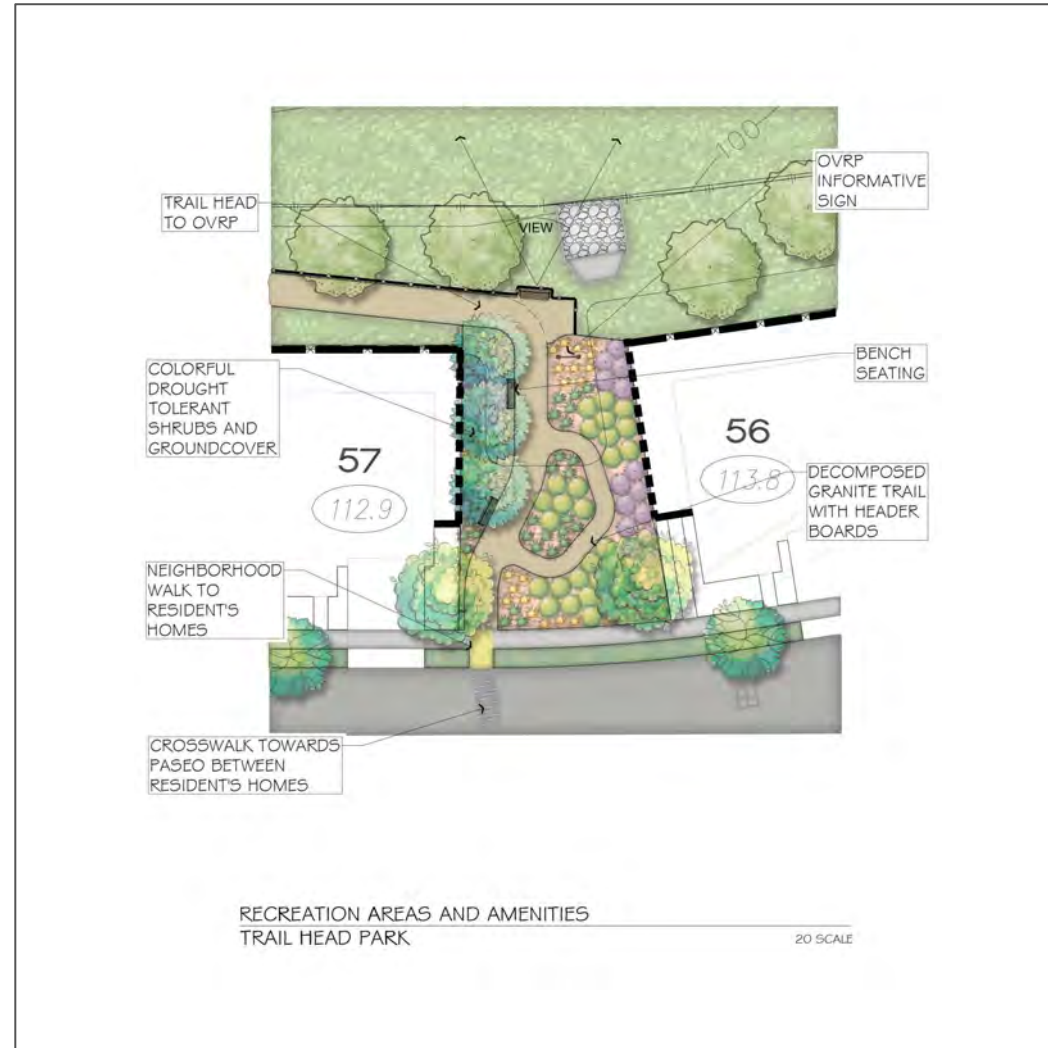 100
OVRP
INFORMATIVE
SIGN
TRAIL HEAD
TO OVRP
VIEW
BENCH
SEATING
COLORFUL
DROUGHT
TOLERANT
SHRUBS AND
GROUNDCOVER
57
112.9
56
113.8
DECOMPOSED
GRANITE TRAIL
WITH HEADER
BOARDS
NEIGHBORHOOD
WALK TO
RESIDENT'S
HOMES
CROSSWALK TOWARDS
PASEO BETWEEN
RESIDENT'S HOMES
RECREATION AREAS AND AMENITIES
TRAIL HEAD PARK
20 SCALE